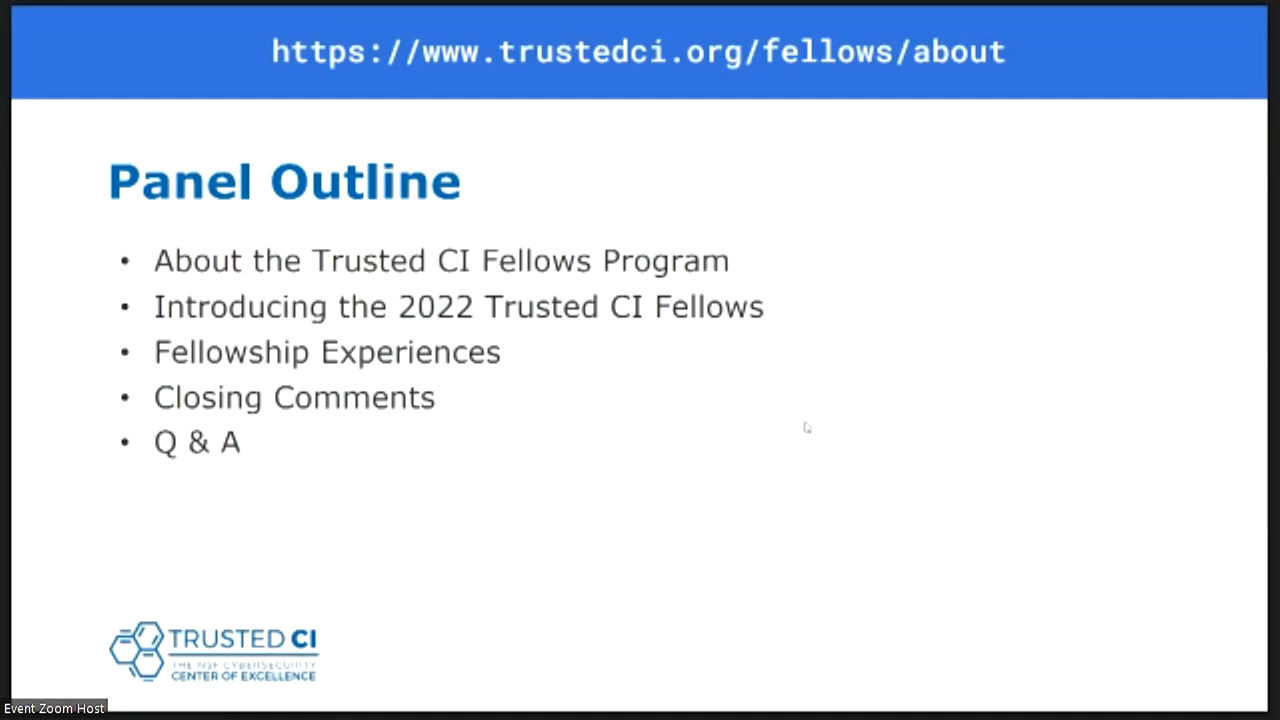 https://www.trustedci.org/fellows/about
Panel Outline
• About the Trusted CI Fellows Program
• Introducing the 2022 Trusted CI Fellows
• Fellowship Experiences
• Closing Comments
• Q & A
TRUSTED CI
THE NSF CYBERSECURITY
CENTER OF EXCELLENCE
Event Zoom Host